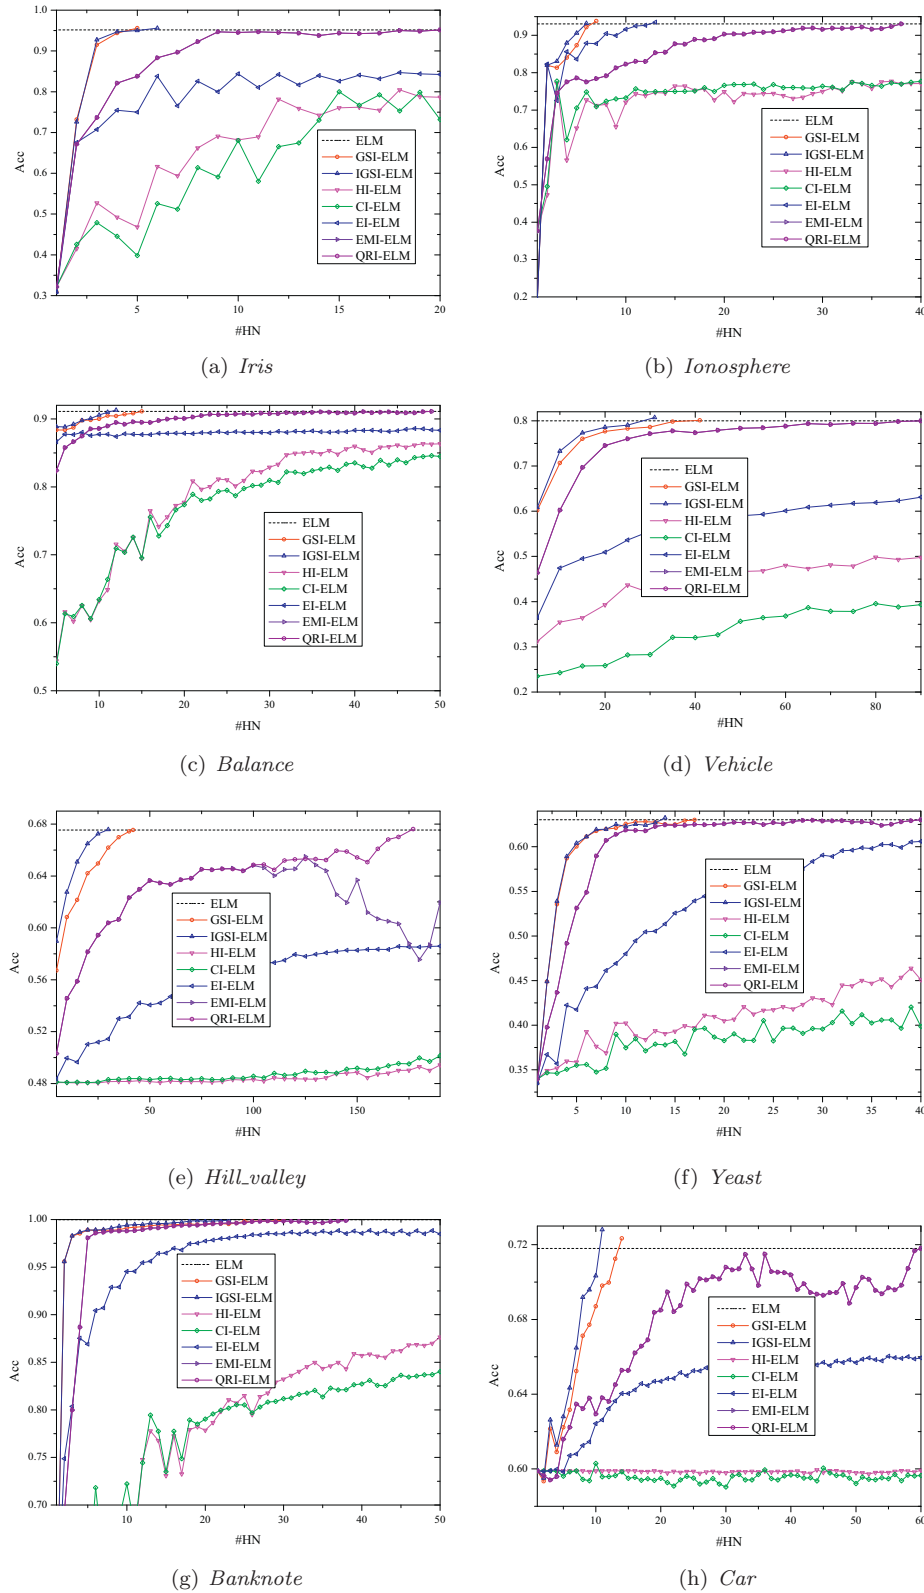 1.0
0.9
0.8
0.7
0.6
0.5
0.4
0.3
Acc
ELM
GSI-ELM
IGSI-ELM
HI-ELM
CI-ELM
EI-ELM
EMI-ELM
QRI-ELM
5 10 15 20
#HN
(a) Iris
0.9
0.8
0.7
0.6
0.5
0.4
0.3
0.2
Acc
ELM
GSI-ELM
IGSI-ELM
HI-ELM
CI-ELM
EI-ELM
EMI-ELM
QRI-ELM
10 20 30 40
#HN
(b) Ionosphere
0.9
0.8
0.7
0.6
0.5
Acc
ELM
GSI-ELM
IGSI-ELM
HI-ELM
CI-ELM
EI-ELM
EMI-ELM
QRI-ELM
10 20 30 40 50
#HN
(c) Balance
0.8
0.7
0.6
0.5
0.4
0.3
0.2
Acc
ELM
GSI-ELM
IGSI-ELM
HI-ELM
CI-ELM
EI-ELM
EMI-ELM
QRI-ELM
20 40 60 80
#HN
(d) Vehicle
0.68
0.64
0.60
0.56
0.52
0.48
Acc
ELM
GSI-ELM
IGSI-ELM
HI-ELM
CI-ELM
EI-ELM
EMI-ELM
QRI-ELM
50 100 150
#HN
(e) Hill_valley
0.65
0.60
0.55
0.50
0.45
0.40
0.35
Acc
ELM
GSI-ELM
IGSI-ELM
HI-ELM
CI-ELM
EI-ELM
EMI-ELM
QRI-ELM
5 10 15 20 25 30 35 40
#HN
(f) Yeast
1.00
0.95
0.90
0.85
0.80
0.75
0.70
Acc
ELM
GSI-ELM
IGSI-ELM
HI-ELM
CI-ELM
EI-ELM
EMI-ELM
QRI-ELM
10 20 30 40 50
#HN
(g) Banknote
0.72
0.68
0.64
0.60
Acc
ELM
GSI-ELM
IGSI-ELM
HI-ELM
CI-ELM
EI-ELM
EMI-ELM
QRI-ELM
10 20 30 40 50 60
#HN
(h) Car